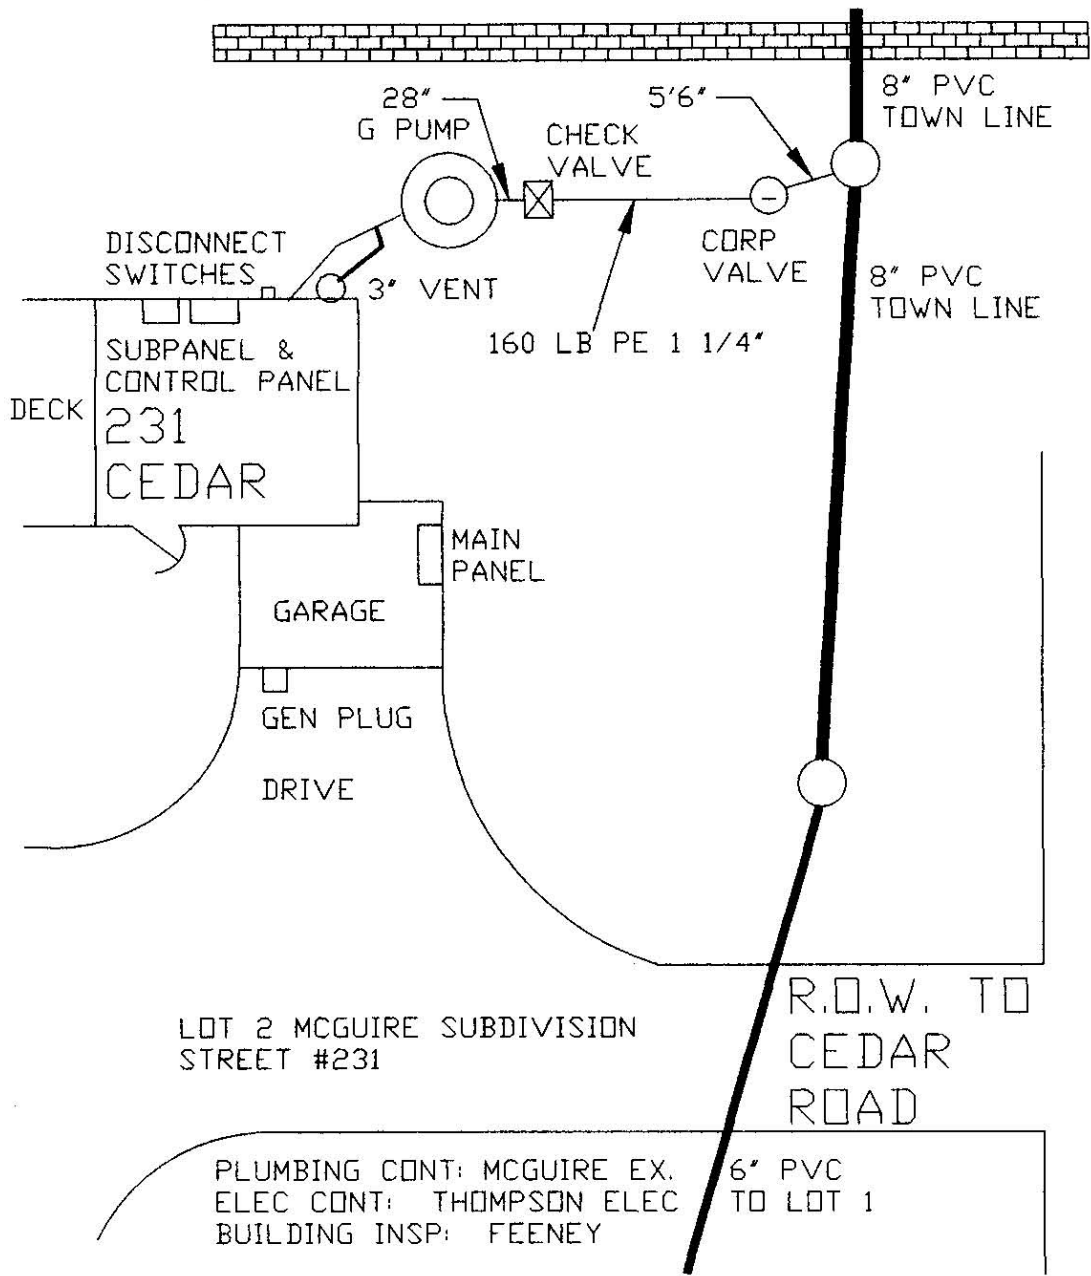 8" PVC
TOWN LINE
28"
G PUMP
5'6"
CHECK
VALVE
DISCONNECT
SWITCHES
3" VENT
CORP
VALVE
8" PVC
TOWN LINE
160 LB PE 1 1/4"
SUBPANEL &
CONTROL PANEL
DECK
231
CEDAR
MAIN
PANEL
GARAGE
GEN PLUG
DRIVE
R.O.W. TO
CEDAR
ROAD
LOT 2 MCGUIRE SUBDIVISION
STREET #231
PLUMBING CONT: MCGUIRE EX.
ELEC CONT: THOMPSON ELEC
BUILDING INSP: FEENEY
6" PVC
TO LOT 1